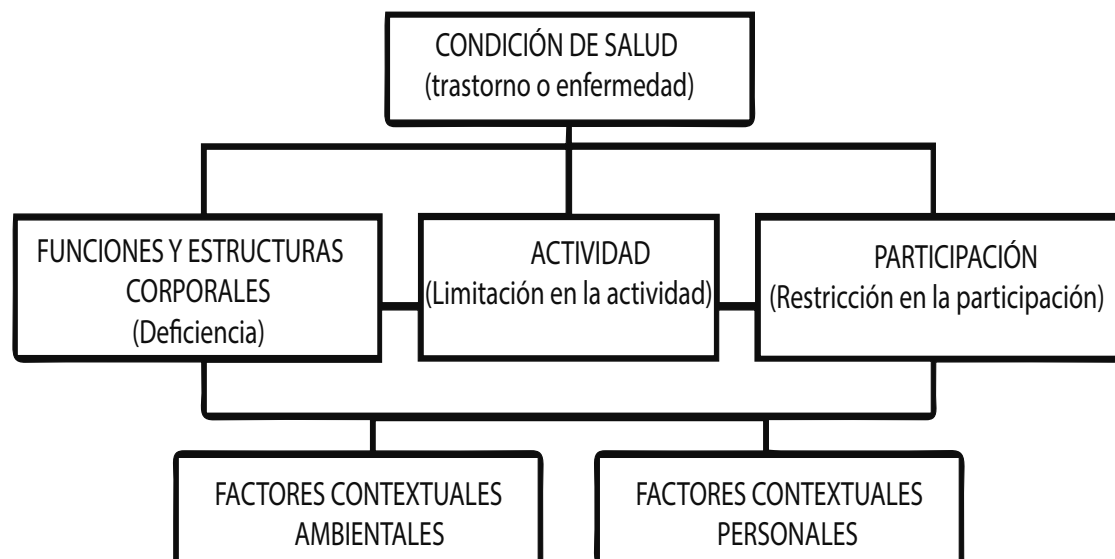 CONDICIÓN DE SALUD
(trastorno o enfermedad)
FUNCIONES Y ESTRUCTURAS
CORPORALES
(Deficiencia)
ACTIVIDAD
(Limitación en la actividad)
PARTICIPACIÓN
(Restricción en la participación)
FACTORES CONTEXTUALES
AMBIENTALES
FACTORES CONTEXTUALES
PERSONALES